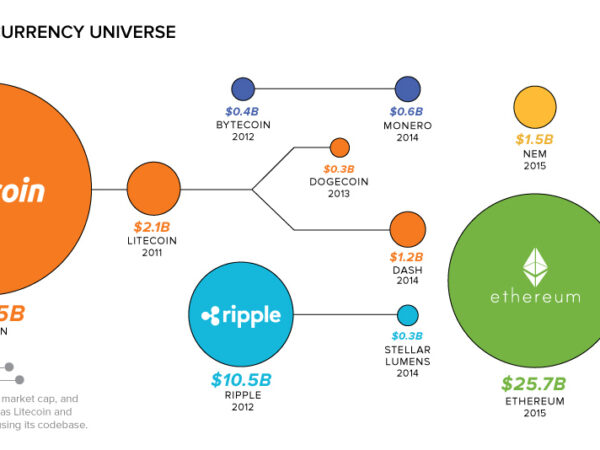 CURRENCY UNIVERSE
$0.4B
BYTECOIN
2012
$0.6B
MONERO
2014
$1.5B
NEM
2015
$0.3B
DOGECOIN
2013
coin
$2.1B
LITECOIN
2011
$1.2B
DASH
2014
ripple
ethereum
5B
N
$0.3B
STELLAR
LUMENS
2014
$10.5B
RIPPLE
2012
$25.7B
ETHEREUM
2015
market cap, and
as Litecoin and
using its codebase.